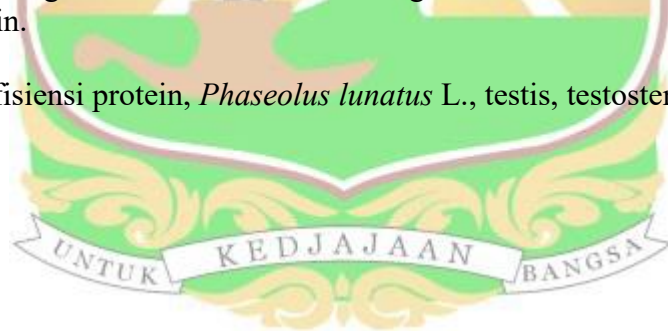 in.
fisiensi protein, Phaseolus lunatus L., testis, testoster
UNTUK KEDJAJAAN BANGSA